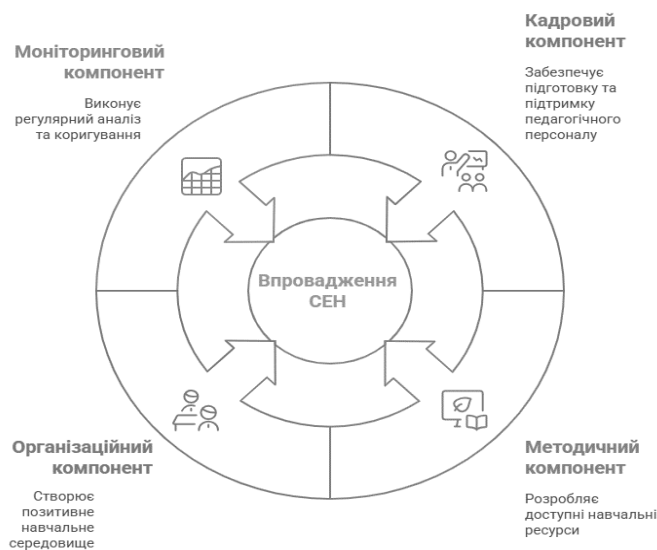 Моніторинговий
компонент
Виконує
регулярний аналіз
та коригування
Кадровий
компонент
Забезпечує
підготовку та
підтримку
педагогічного
персоналу
Впровадження
СЕН
Організаційний
компонент
Створює
позитивне
навчальне
середовище
Методичний
компонент
Розробляє
доступні навчальні
ресурси